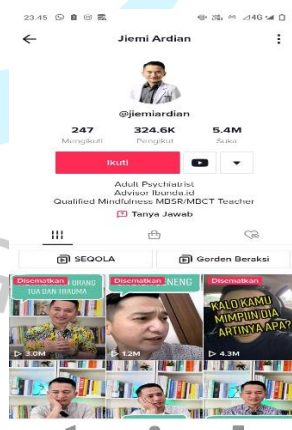 23.45
4G
Jiemi Ardian
@jiemiardian
247 324.6K 5.4M
Mengikuti Pengikut Suka
Ikuti
Adult Psychiatrist
Advisor Ibunda.id
Qualified Mindfulness MBSR/MBCT Teacher
Tanya Jawab
SEQOLA Gorden Beraksi
Disematkan
ORANG
TUA DAN TRAUMA
3.0M
Disematkan
NENG
1.2M
Disematkan
KALO KAMU
MIMPIIN DIA
ARTINYA APA?
4.3M